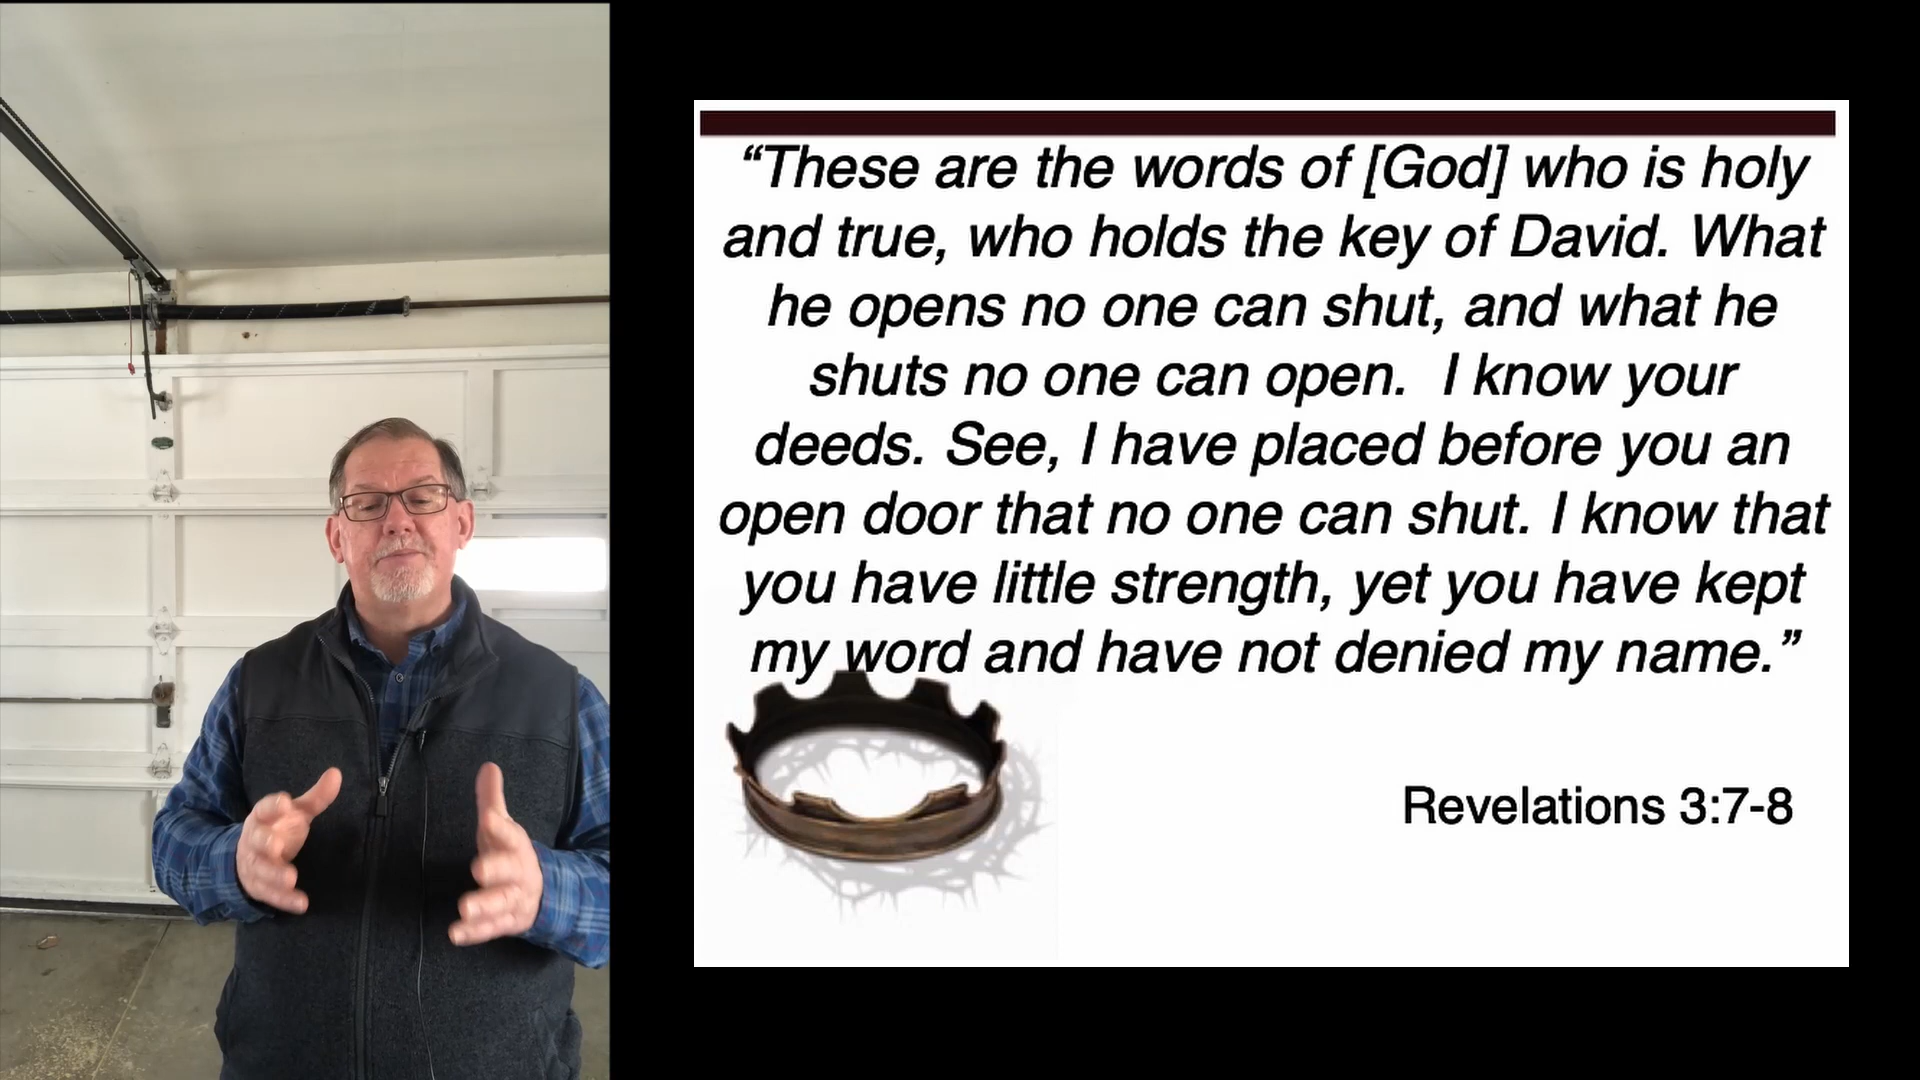 “These are the words of [God] who is holy
and true, who holds the key of David. What
he opens no one can shut, and what he
shuts no one can open.  I know your
deeds. See, I have placed before you an
open door that no one can shut. I know that
you have little strength, yet you have kept
my word and have not denied my name.”
Revelations 3:7-8